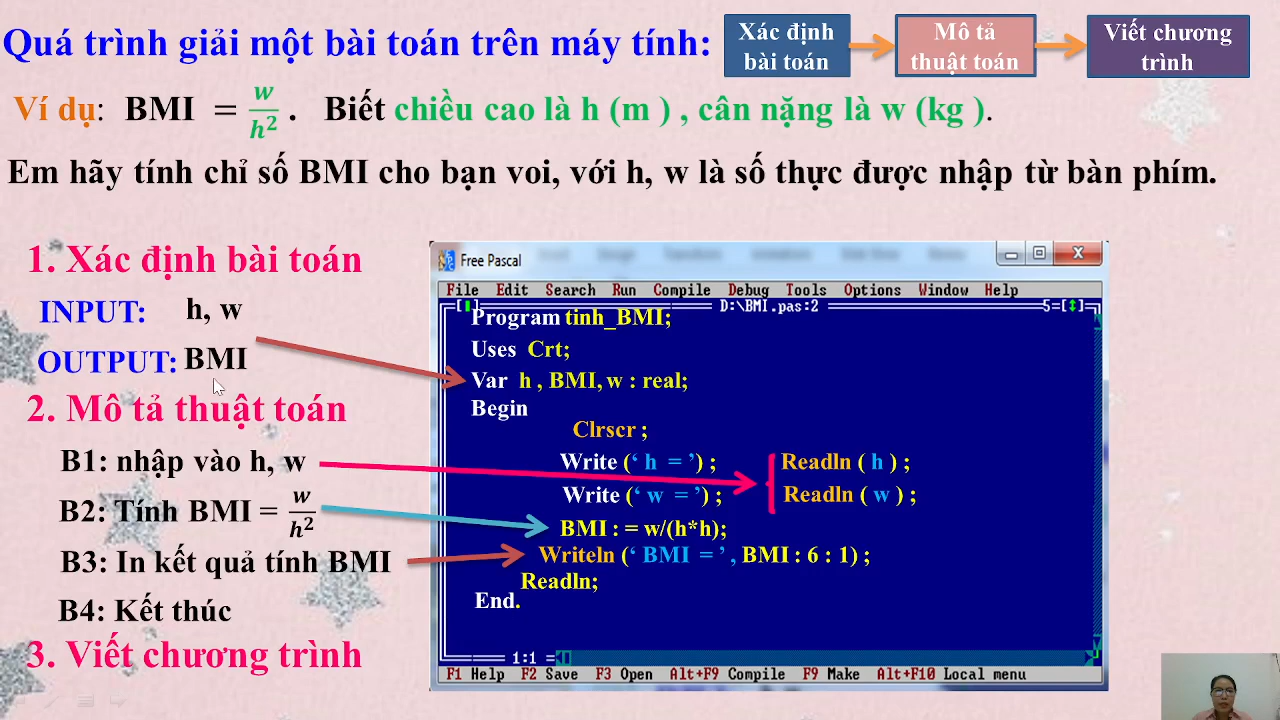 Quá trình giải một bài toán trên máy tính:
Xác định bài toán
Mô tả thuật toán
Viết chương trình
Ví dụ: BMI = w/h². Biết chiều cao là h (m ) , cân nặng là w (kg ).
Em hãy tính chỉ số BMI cho bạn voi, với h, w là số thực được nhập từ bàn phím.
1. Xác định bài toán
INPUT: h, w
OUTPUT: BMI
2. Mô tả thuật toán
B1: nhập vào h, w
B2: Tính BMI = w/h²
B3: In kết quả tính BMI
B4: Kết thúc
3. Viết chương trình
Free Pascal
File Edit Search Run Compile Debug Tools Options Window Help
D:\BMI.pas:2 5=[↕]
Program tinh_BMI;
Uses Crt;
Var h , BMI, w : real;
Begin
Clrscr ;
Write (‘ h = ’) ; Readln ( h ) ;
Write (‘ w = ’) ; Readln ( w ) ;
BMI : = w/(h*h);
Writeln (‘ BMI = ’ , BMI : 6 : 1) ;
Readln;
End.
1:1
F1 Help F2 Save F3 Open Alt+F9 Compile F9 Make Alt+F10 Local menu